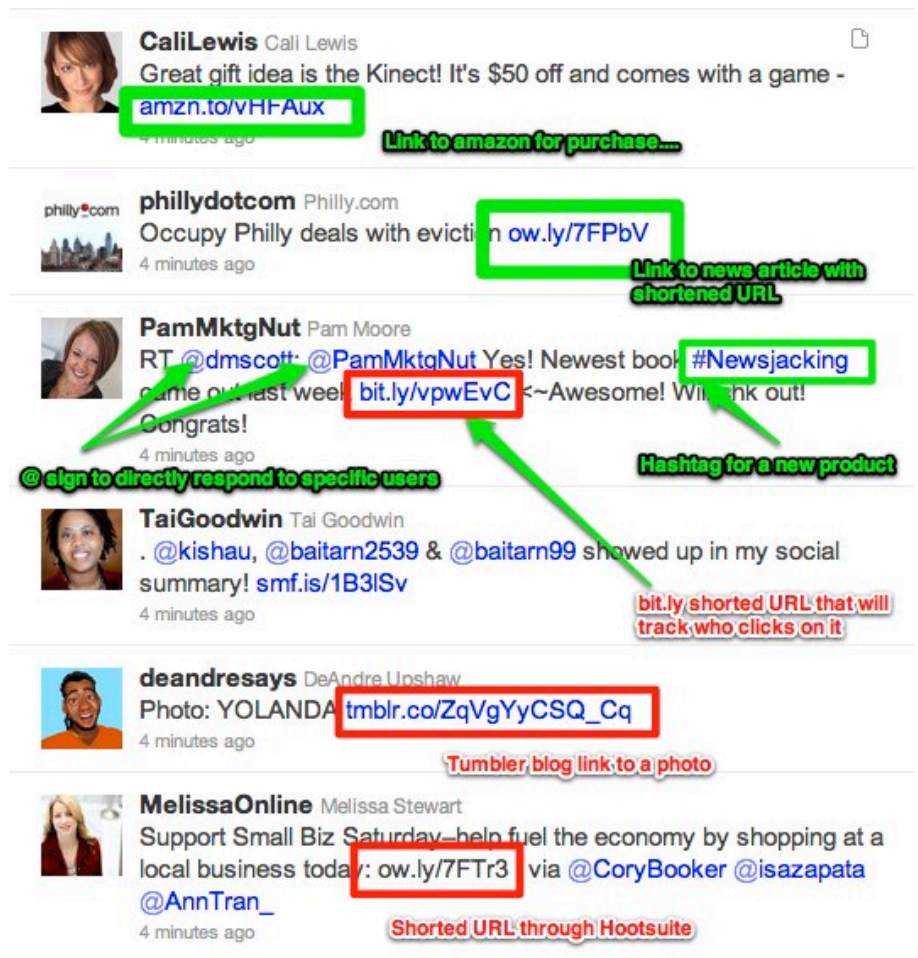 CaliLewis Cali Lewis
Great gift idea is the Kinect! It's $50 off and comes with a game -
amzn.to/vHFAux
4 minutes ago
Link to amazon for purchase....
philly.com
phillydotcom Philly.com
Occupy Philly deals with eviction ow.ly/7FPbV
4 minutes ago
Link to news article with
shortened URL
PamMktgNut Pam Moore
RT @dmscott: @PamMktgNut Yes! Newest book #Newsjacking
came out last week bit.ly/vpwEvC <~Awesome! Will chk out!
Congrats!
4 minutes ago
@ sign to directly respond to specific users
Hashtag for a new product
TaiGoodwin Tai Goodwin
. @kishau, @baitarn2539 & @baitarn99 showed up in my social
summary! smf.is/1B3lSv
4 minutes ago
bit.ly shorted URL that will
track who clicks on it
deandresays DeAndre Upshaw
Photo: YOLANDA tmblr.co/ZqVgYyCSQ_Cq
4 minutes ago
Tumbler blog link to a photo
MelissaOnline Melissa Stewart
Support Small Biz Saturday–help fuel the economy by shopping at a
local business today: ow.ly/7FTr3 via @CoryBooker @isazapata
@AnnTran_
4 minutes ago
Shorted URL through Hootsuite